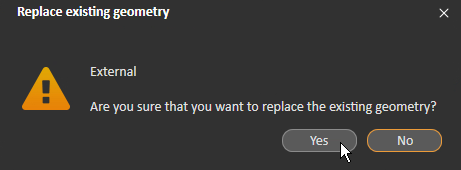 Replace existing geometry
External
Are you sure that you want to replace the existing geometry?
Yes No